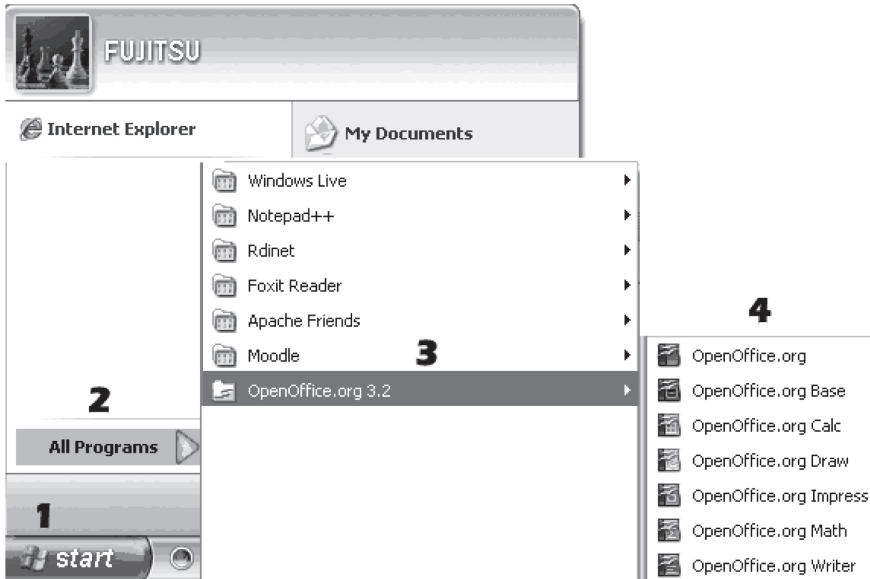 FUJITSU
Internet Explorer
My Documents
Windows Live
Notepad++
Rdinet
Foxit Reader
Apache Friends
Moodle
3
OpenOffice.org 3.2
4
OpenOffice.org
OpenOffice.org Base
OpenOffice.org Calc
OpenOffice.org Draw
OpenOffice.org Impress
OpenOffice.org Math
OpenOffice.org Writer
2
All Programs
1
start